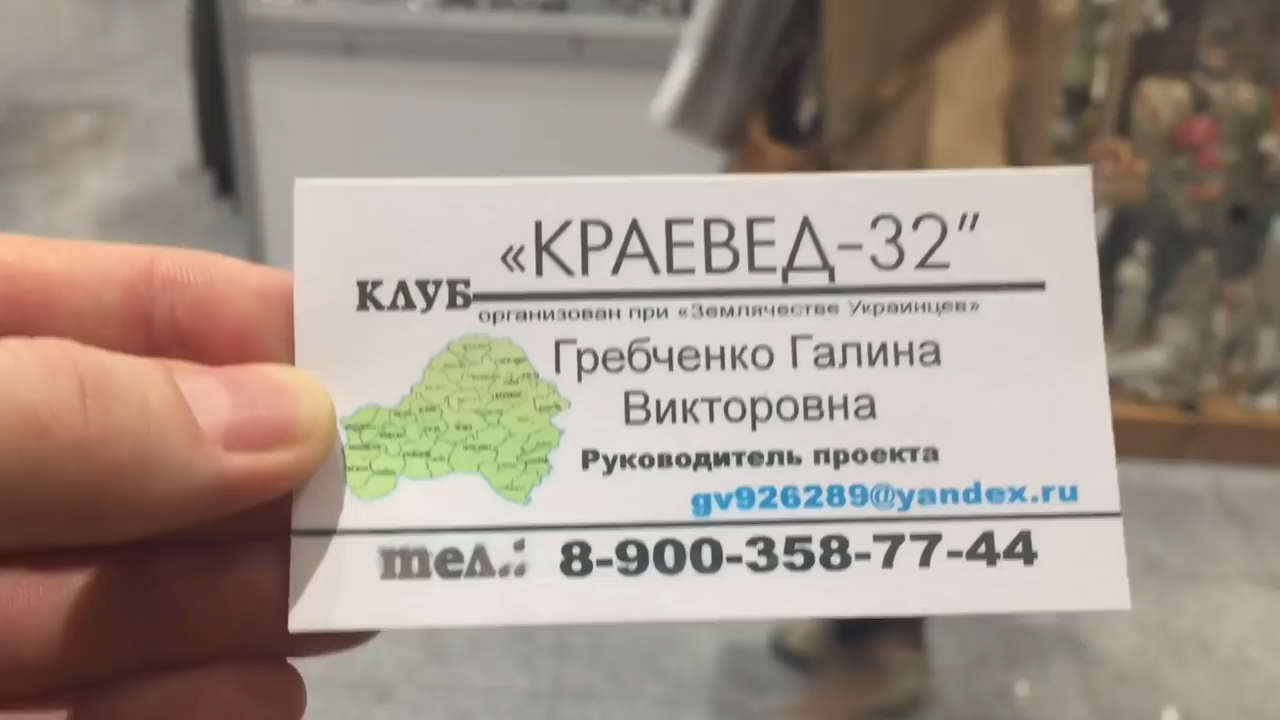 «КРАЕВЕД-32”
КЛУБ
организован при «Землячестве Украинцев»
Гребченко Галина
Викторовна
Руководитель проекта
gv926289@yandex.ru
тел.: 8-900-358-77-44